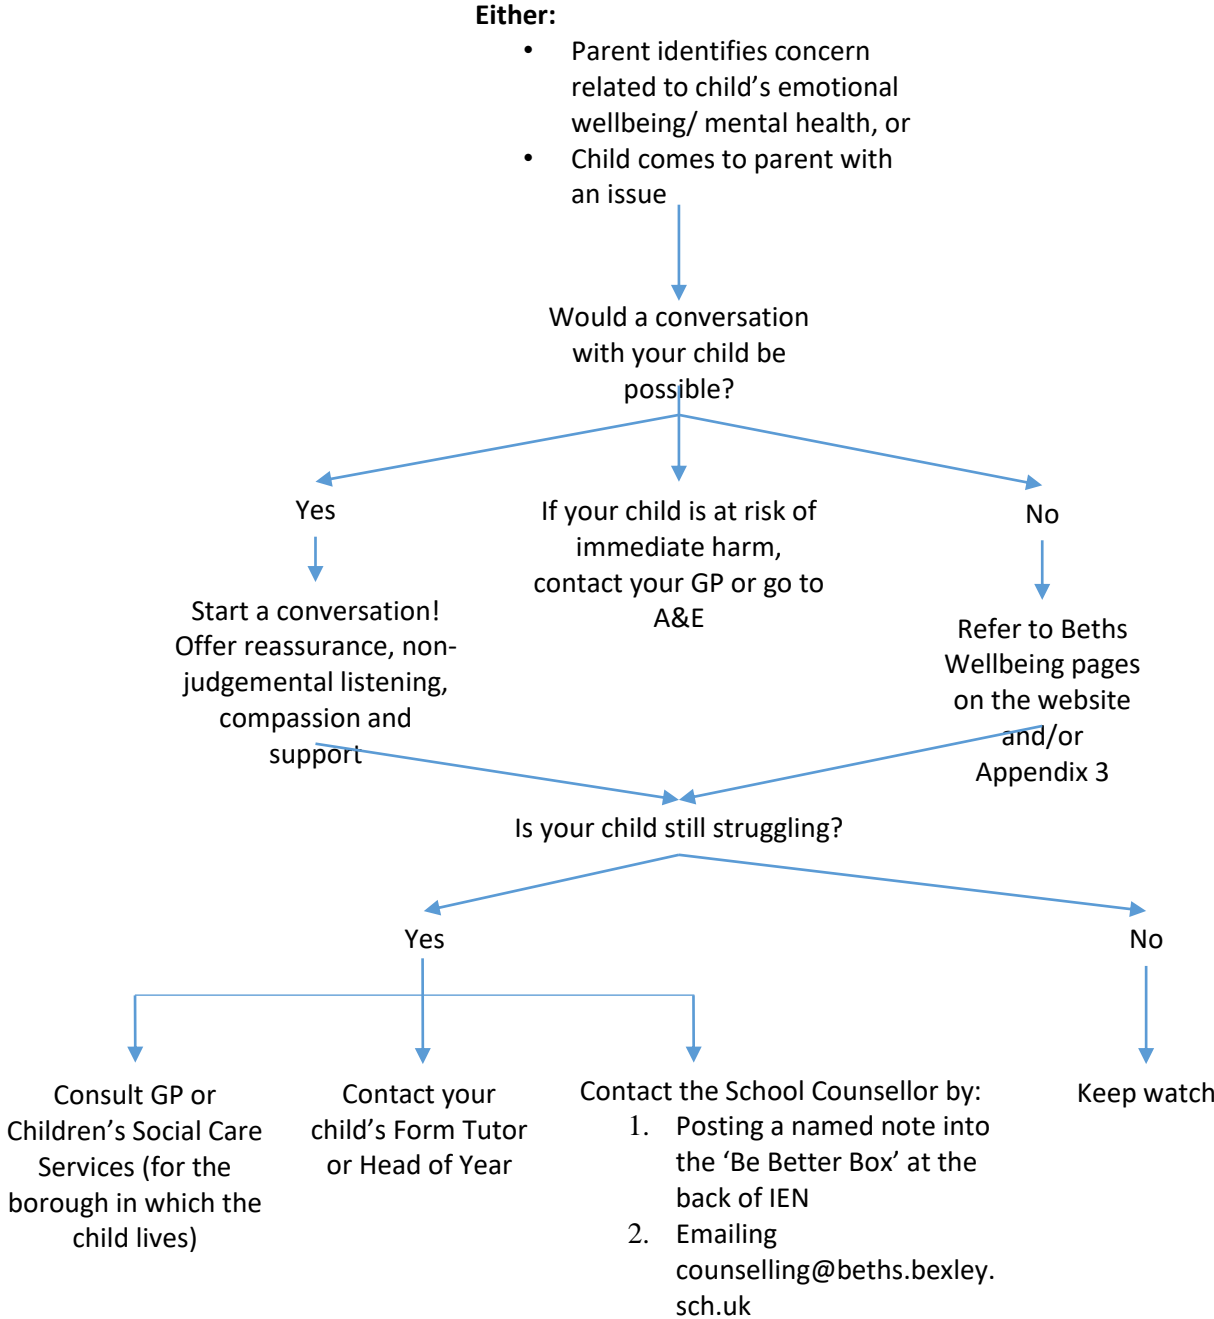 Either:
• Parent identifies concern
related to child’s emotional
wellbeing/ mental health, or
• Child comes to parent with
an issue
Would a conversation
with your child be
possible?
Yes
Start a conversation!
Offer reassurance, non-
judgemental listening,
compassion and
support
If your child is at risk of
immediate harm,
contact your GP or go to
A&E
No
Refer to Beths
Wellbeing pages
on the website
and/or
Appendix 3
Is your child still struggling?
Yes
Consult GP or
Children’s Social Care
Services (for the
borough in which the
child lives)
Contact your
child’s Form Tutor
or Head of Year
Contact the School Counsellor by:
1. Posting a named note into
the ‘Be Better Box’ at the
back of IEN
2. Emailing
counselling@beths.bexley.
sch.uk
No
Keep watch